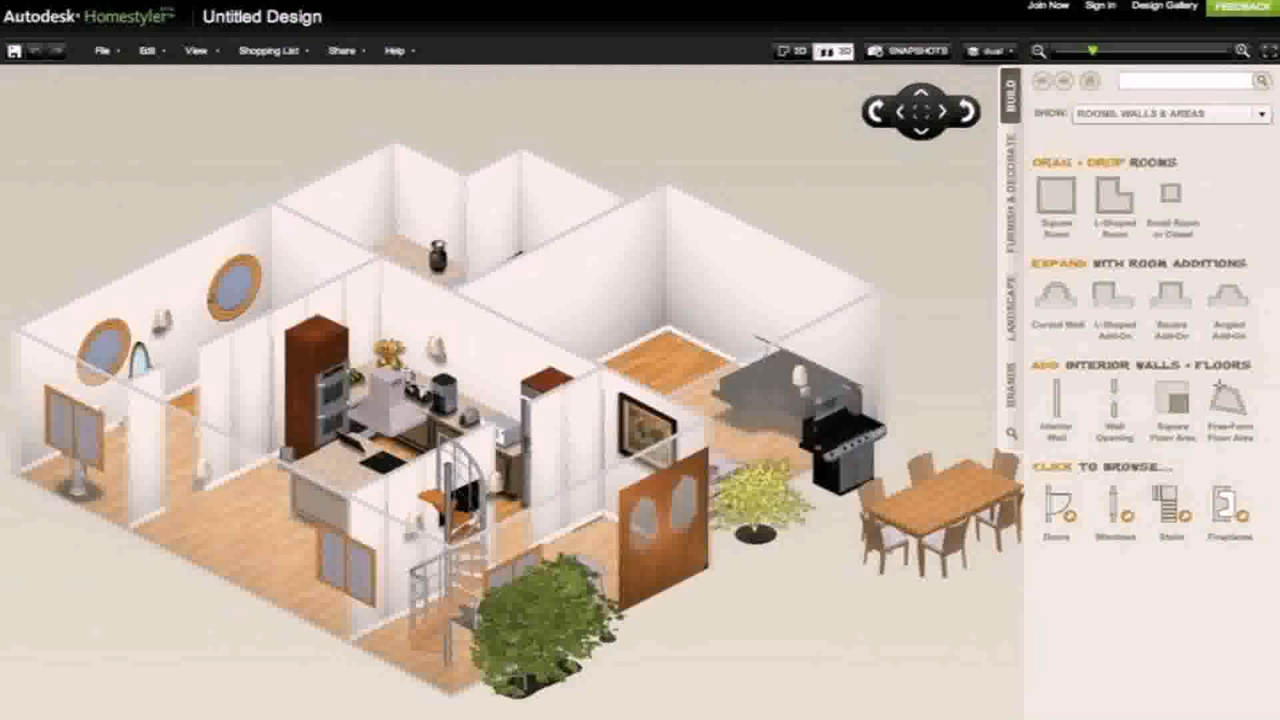 Autodesk® Homestyler™ Untitled Design
Join Now Sign In Design Gallery FEEDBACK
File Edit View Shopping List Share Help
2D 3D SNAPSHOTS dual
BUILD
FURNISH & DECORATE
LANDSCAPE
BRANDS
SHOW: ROOMS, WALLS & AREAS
DRAG + DROP ROOMS
Square Room
L-Shaped Room
Small Room or Closet
EXPAND WITH ROOM ADDITIONS
Curved Wall
L-Shaped Add-On
Square Add-On
Angled Add-On
ADD INTERIOR WALLS + FLOORS
Interior Wall
Wall Opening
Square Floor Area
Free-Form Floor Area
CLICK TO BROWSE...
Doors
Windows
Stairs
Fireplaces